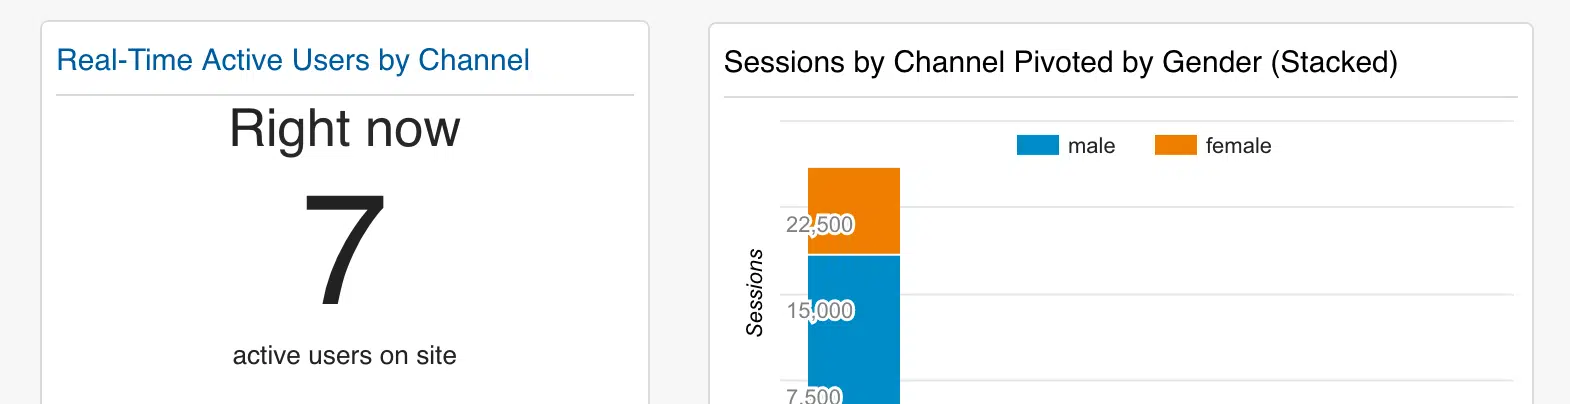 Real-Time Active Users by Channel
Right now
7
active users on site
Sessions by Channel Pivoted by Gender (Stacked)
male
female
22,500
Sessions
15,000
7,500